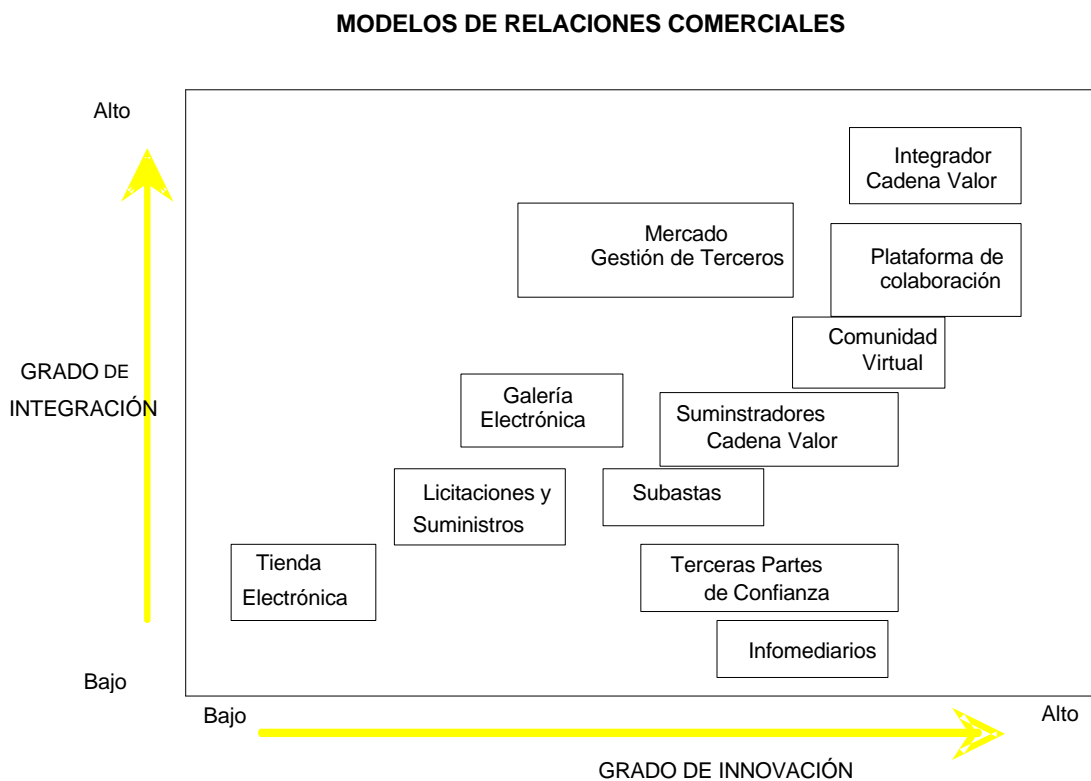 MODELOS DE RELACIONES COMERCIALES
Alto
Integrador
Cadena Valor
Mercado
Gestión de Terceros
Plataforma de
colaboración
Comunidad
Virtual
GRADO DE
INTEGRACIÓN
Galería
Electrónica
Suminstradores
Cadena Valor
Licitaciones y
Suministros
Subastas
Tienda
Electrónica
Terceras Partes
de Confianza
Infomediarios
Bajo
Bajo
Alto
GRADO DE INNOVACIÓN